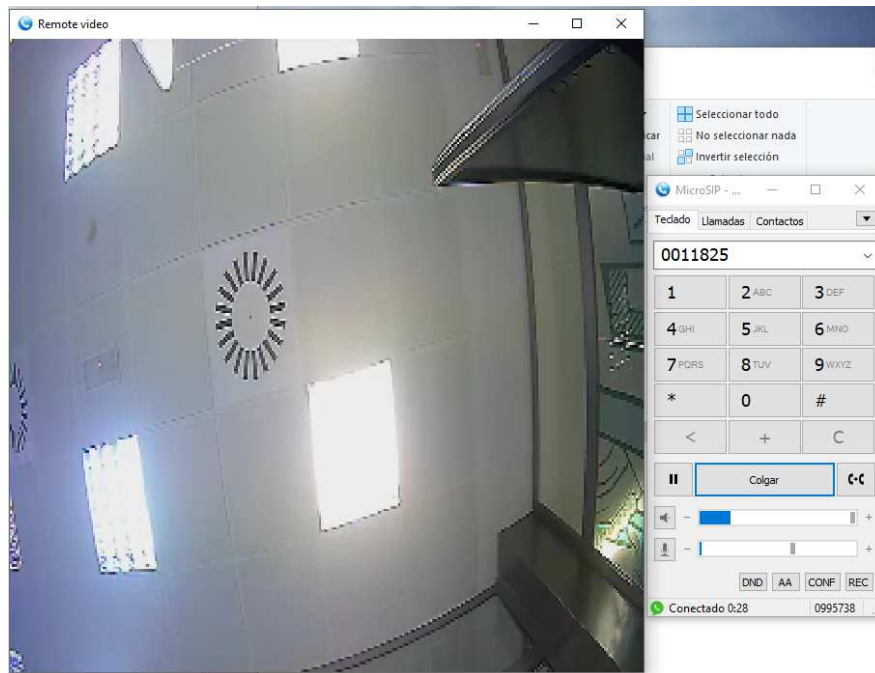 Remote video
Seleccionar todo
car
No seleccionar nada
al
Invertir selección
MicroSIP - ...
Teclado Llamadas Contactos
0011825
1 2 ABC 3 DEF
4 GHI 5 JKL 6 MNO
7 PQRS 8 TUV 9 WXYZ
* 0 #
< + C
Colgar
- +
- +
DND AA CONF REC
Conectado 0:28 0995738